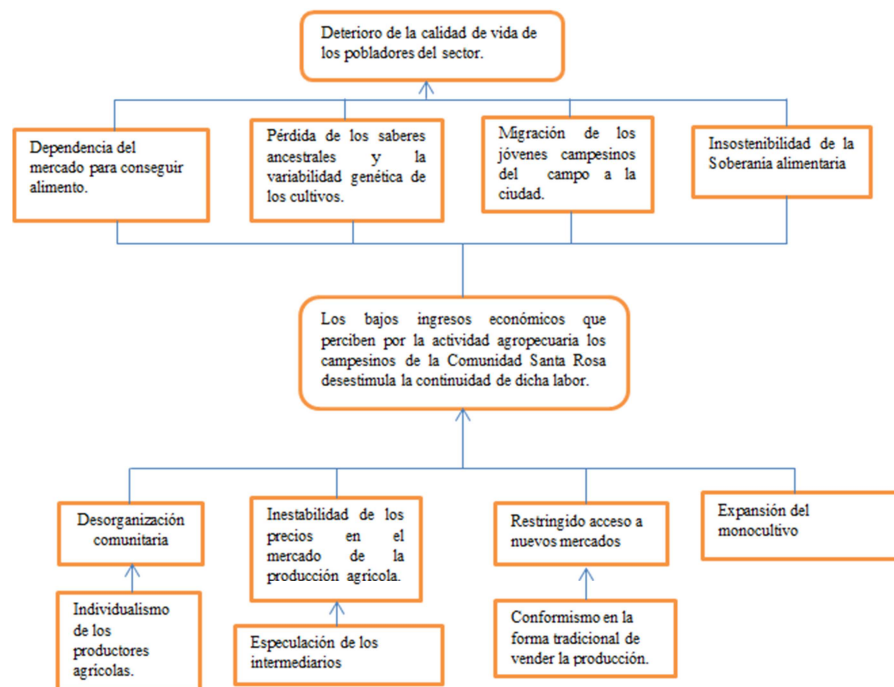 Deterioro de la calidad de vida de
los pobladores del sector.
Dependencia del
mercado para conseguir
alimento.
Pérdida de los saberes
ancestrales y la
variabilidad genética de
los cultivos.
Migración de los
jóvenes campesinos
del campo a la
ciudad.
Insostenibilidad de la
Soberanía alimentaria
Los bajos ingresos económicos que
perciben por la actividad agropecuaria los
campesinos de la Comunidad Santa Rosa
desestimula la continuidad de dicha labor.
Desorganización
comunitaria
Inestabilidad de los
precios en el
mercado de la
producción agrícola.
Restringido acceso a
nuevos mercados
Expansión del
monocultivo
Individualismo
de los
productores
agrícolas.
Especulación de los
intermediarios
Conformismo en la
forma tradicional de
vender la producción.